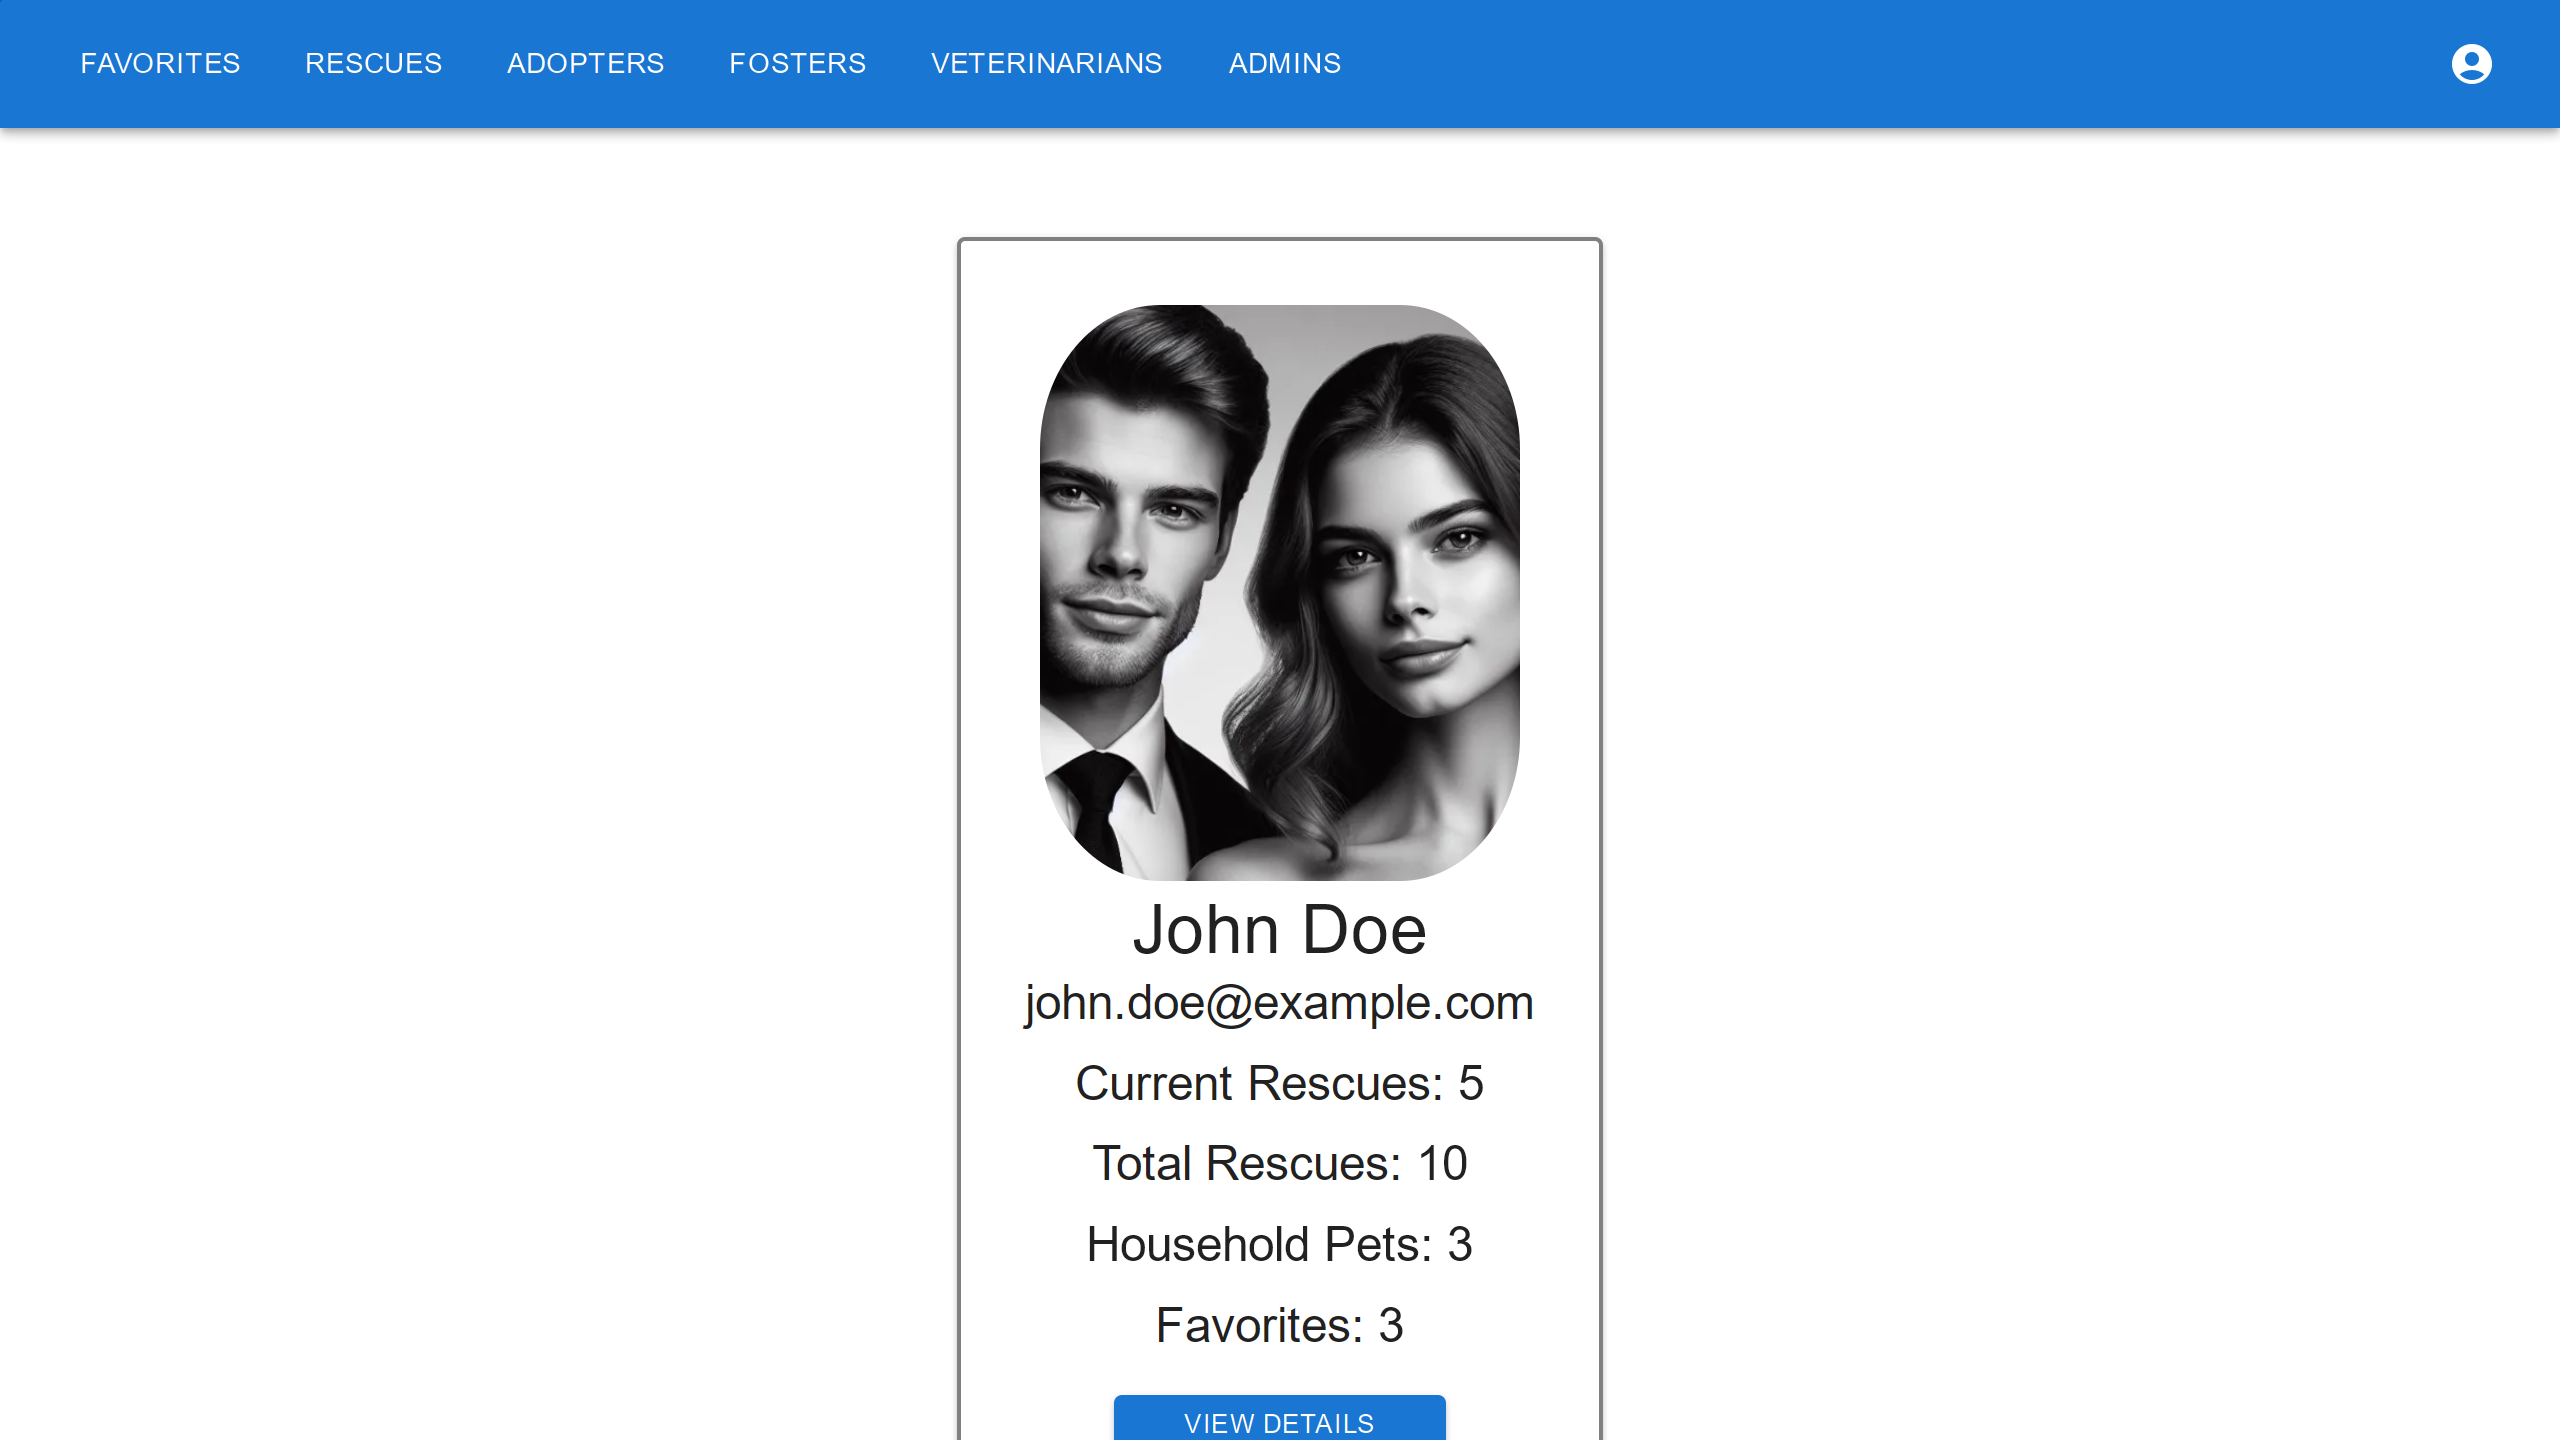 FAVORITES RESCUES ADOPTERS FOSTERS VETERINARIANS ADMINS
John Doe
john.doe@example.com
Current Rescues: 5
Total Rescues: 10
Household Pets: 3
Favorites: 3
VIEW DETAILS